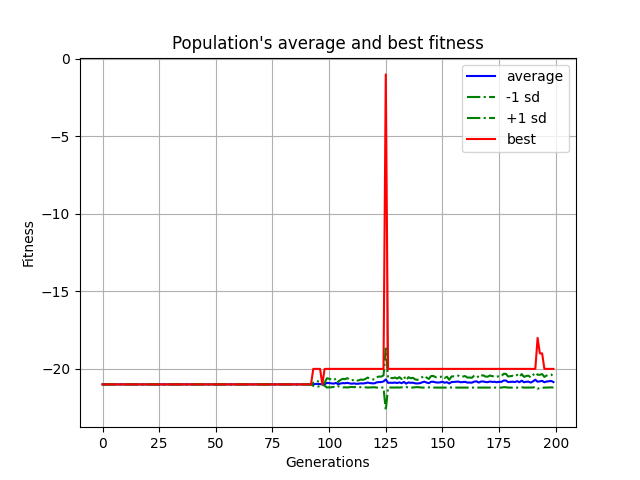 Population's average and best fitness
0
−5
−10
−15
−20
Fitness
average
-1 sd
+1 sd
best
0 25 50 75 100 125 150 175 200
Generations